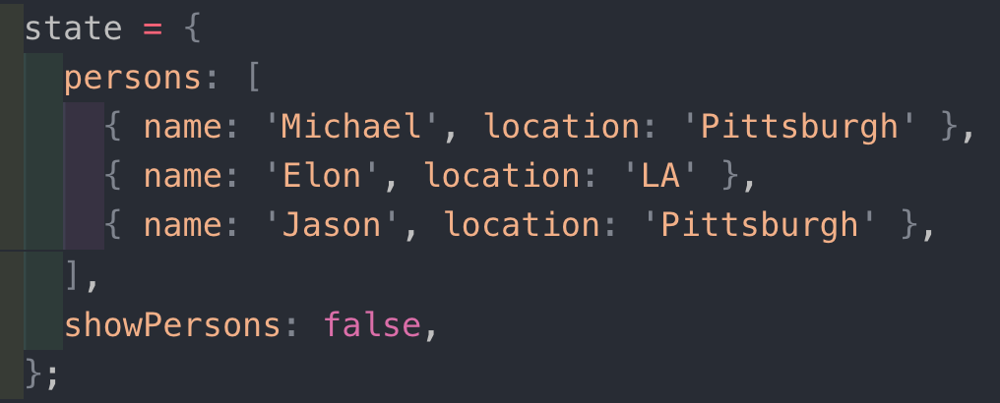 state = {
  persons: [
    { name: 'Michael', location: 'Pittsburgh' },
    { name: 'Elon', location: 'LA' },
    { name: 'Jason', location: 'Pittsburgh' },
  ],
  showPersons: false,
};